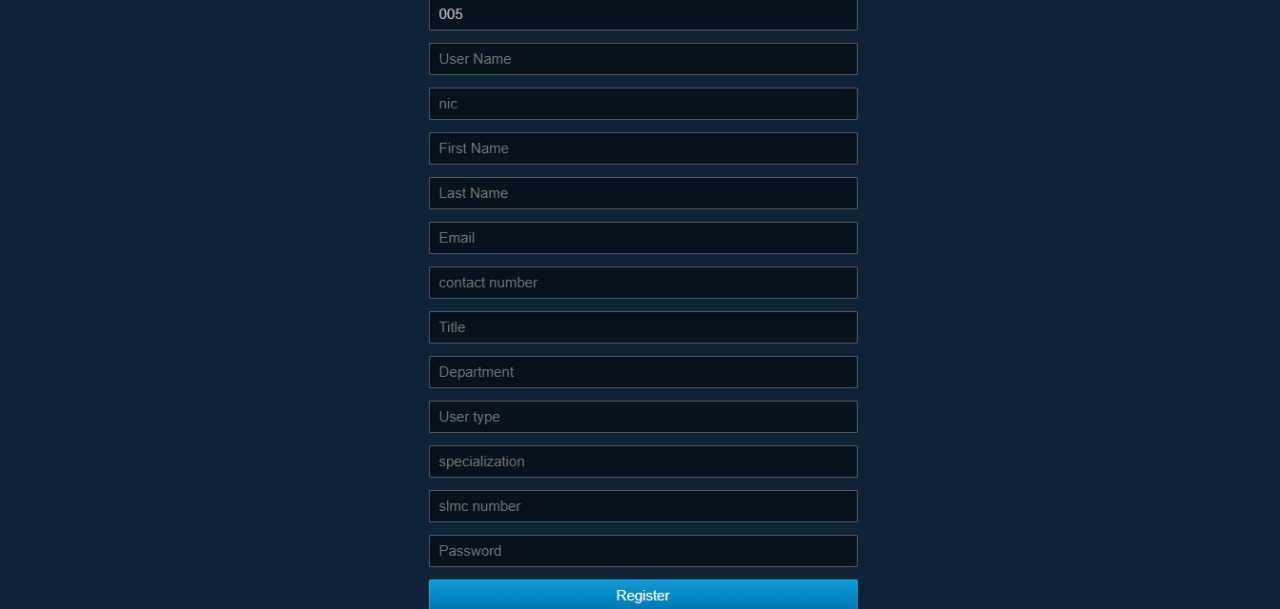 005
User Name
nic
First Name
Last Name
Email
contact number
Title
Department
User type
specialization
slmc number
Password
Register